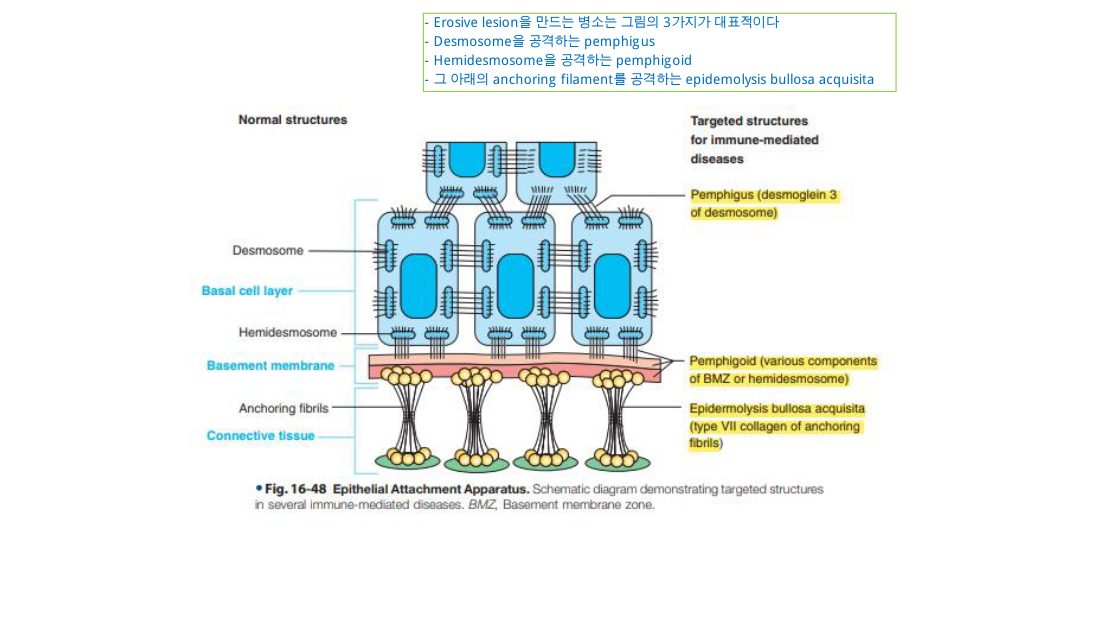 - Erosive lesion을 만드는 병소는 그림의 3가지가 대표적이다
- Desmosome을 공격하는 pemphigus
- Hemidesmosome을 공격하는 pemphigoid
- 그 아래의 anchoring filament를 공격하는 epidemolysis bullosa acquisita
Normal structures
Targeted structures
for immune-mediated
diseases
Pemphigus (desmoglein 3
of desmosome)
Desmosome
Basal cell layer
Hemidesmosome
Basement membrane
Pemphigoid (various components
of BMZ or hemidesmosome)
Anchoring fibrils
Connective tissue
Epidermolysis bullosa acquisita
(type VII collagen of anchoring
fibrils)
• Fig. 16-48 Epithelial Attachment Apparatus. Schematic diagram demonstrating targeted structures
in several immune-mediated diseases. BMZ, Basement membrane zone.